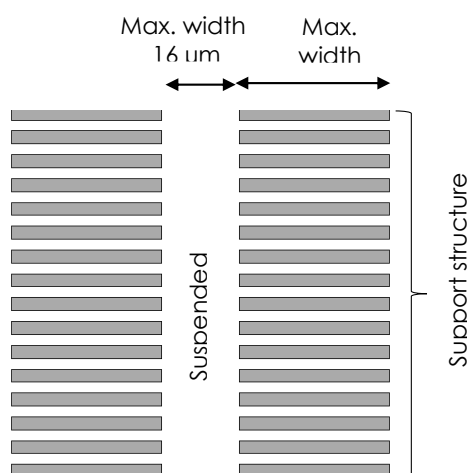 Max. width
16 um
Max.
width
Suspended
Support structure